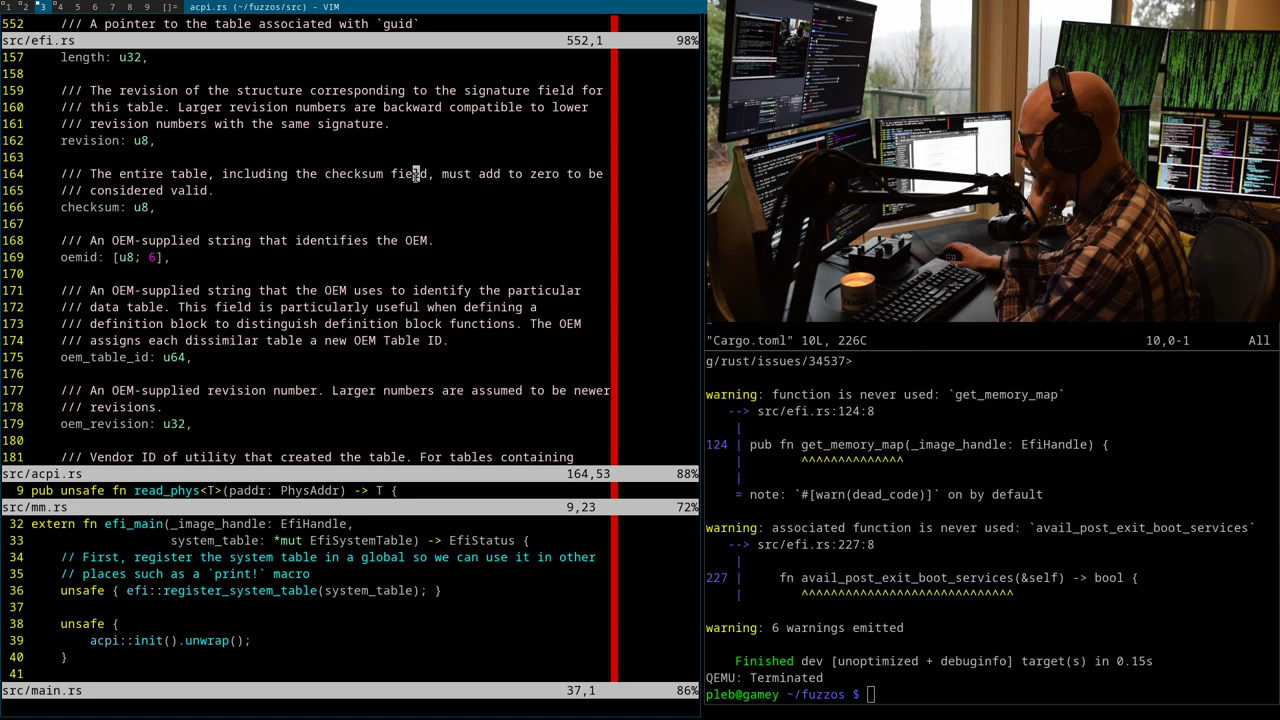 1 2 3 4 5 6 7 8 9 []= acpi.rs (~/fuzzos/src) - VIM
552     /// A pointer to the table associated with `guid`
src/efi.rs 552,1 98%
157     length: u32,
158
159     /// The revision of the structure corresponding to the signature field for
160     /// this table. Larger revision numbers are backward compatible to lower
161     /// revision numbers with the same signature.
162     revision: u8,
163
164     /// The entire table, including the checksum field, must add to zero to be
165     /// considered valid.
166     checksum: u8,
167
168     /// An OEM-supplied string that identifies the OEM.
169     oemid: [u8; 6],
170
171     /// An OEM-supplied string that the OEM uses to identify the particular
172     /// data table. This field is particularly useful when defining a
173     /// definition block to distinguish definition block functions. The OEM
174     /// assigns each dissimilar table a new OEM Table ID.
175     oem_table_id: u64,
176
177     /// An OEM-supplied revision number. Larger numbers are assumed to be newer
178     /// revisions.
179     oem_revision: u32,
180
181     /// Vendor ID of utility that created the table. For tables containing
src/acpi.rs 164,53 88%
9 pub unsafe fn read_phys<T>(paddr: PhysAddr) -> T {
src/mm.rs 9,23 72%
32 extern fn efi_main(_image_handle: EfiHandle,
33                    system_table: *mut EfiSystemTable) -> EfiStatus {
34     // First, register the system table in a global so we can use it in other
35     // places such as a `print!` macro
36     unsafe { efi::register_system_table(system_table); }
37
38     unsafe {
39         acpi::init().unwrap();
40     }
41
src/main.rs 37,1 86%
~
"Cargo.toml" 10L, 226C 10,0-1 All
g/rust/issues/34537>
warning: function is never used: `get_memory_map`
--> src/efi.rs:124:8
|
124 | pub fn get_memory_map(_image_handle: EfiHandle) {
|        ^^^^^^^^^^^^^^
|
= note: `#[warn(dead_code)]` on by default
warning: associated function is never used: `avail_post_exit_boot_services`
--> src/efi.rs:227:8
|
227 |     fn avail_post_exit_boot_services(&self) -> bool {
|        ^^^^^^^^^^^^^^^^^^^^^^^^^^^^^
warning: 6 warnings emitted
Finished dev [unoptimized + debuginfo] target(s) in 0.15s
QEMU: Terminated
pleb@gamey ~/fuzzos $